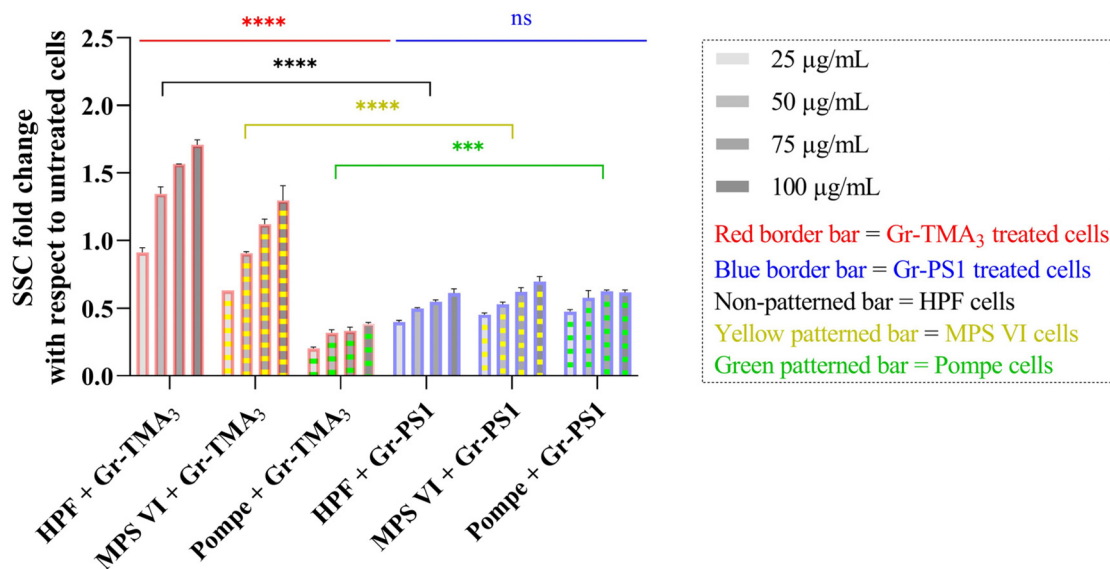 **** ns
2.5
2.0
1.5
1.0
0.5
0.0
SSC fold change
with respect to untreated cells
****
****
***
HPF + Gr-TMA₃
MPS VI + Gr-TMA₃
Pompe + Gr-TMA₃
HPF + Gr-PS1
MPS VI + Gr-PS1
Pompe + Gr-PS1
25 µg/mL
50 µg/mL
75 µg/mL
100 µg/mL
Red border bar = Gr-TMA₃ treated cells
Blue border bar = Gr-PS1 treated cells
Non-patterned bar = HPF cells
Yellow patterned bar = MPS VI cells
Green patterned bar = Pompe cells